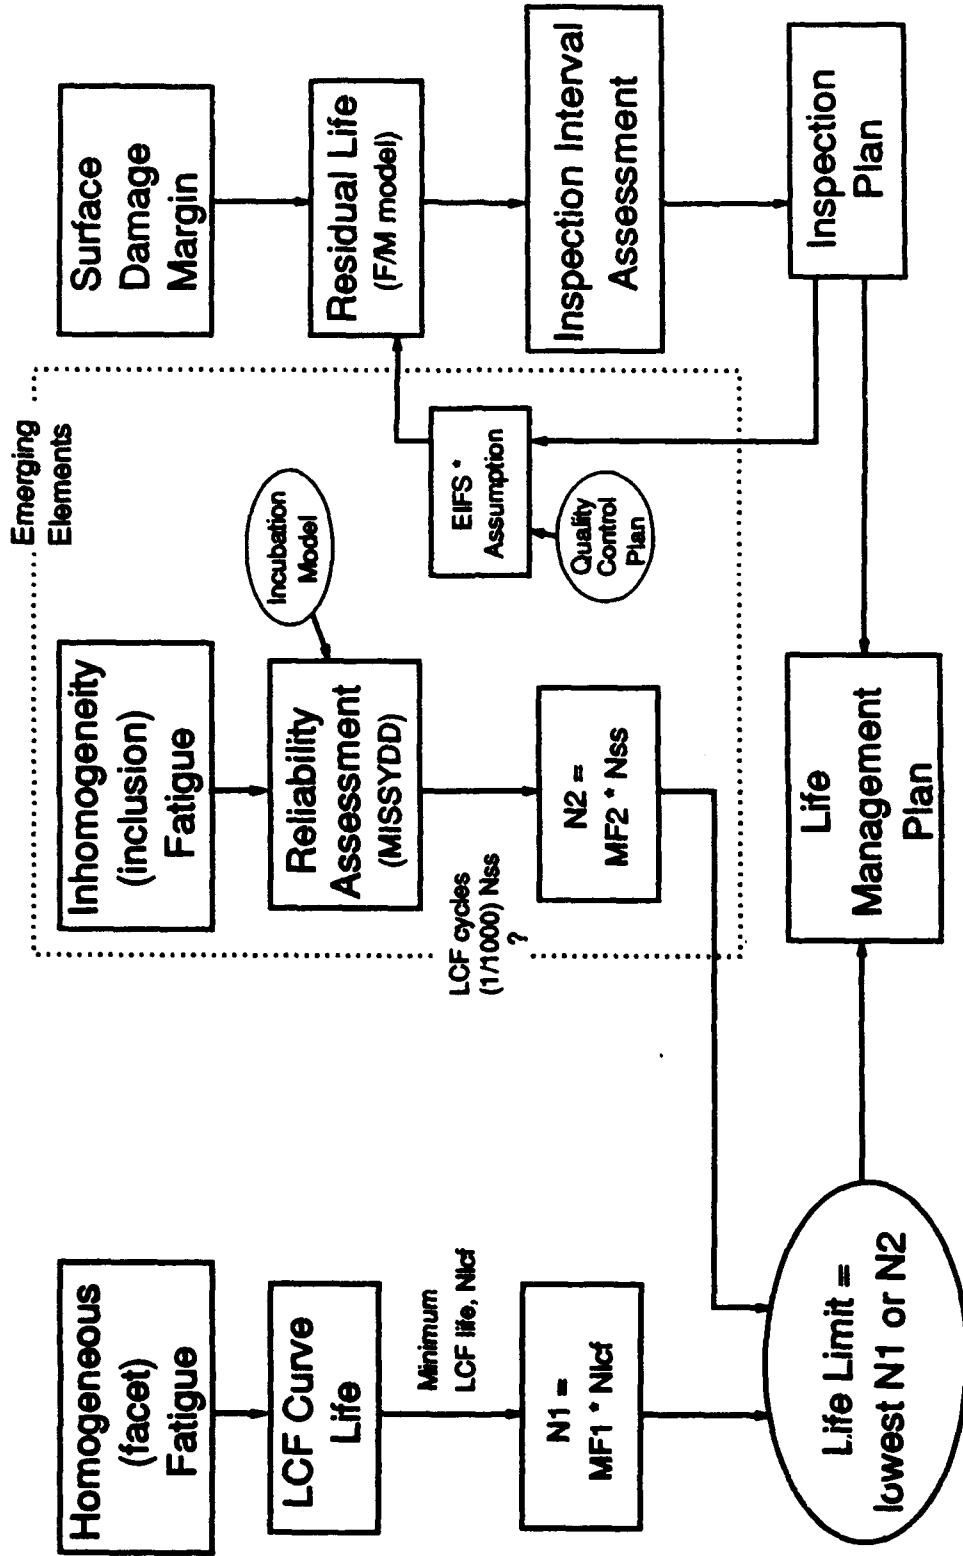 Homogeneous
(facet)
Fatigue
LCF Curve
Life
Minimum
LCF life, Nlcf
N1 =
MF1 * Nlcf
Life Limit =
lowest N1 or N2
Emerging
Elements
Inhomogeneity
(inclusion)
Fatigue
Incubation
Model
Reliability
Assessment
(MISSYDD)
LCF cycles
(1/1000) Nss
?
N2 =
MF2 * Nss
EIFS *
Assumption
Quality
Control
Plan
Life
Management
Plan
Surface
Damage
Margin
Residual Life
(F/M model)
Inspection Interval
Assessment
Inspection
Plan